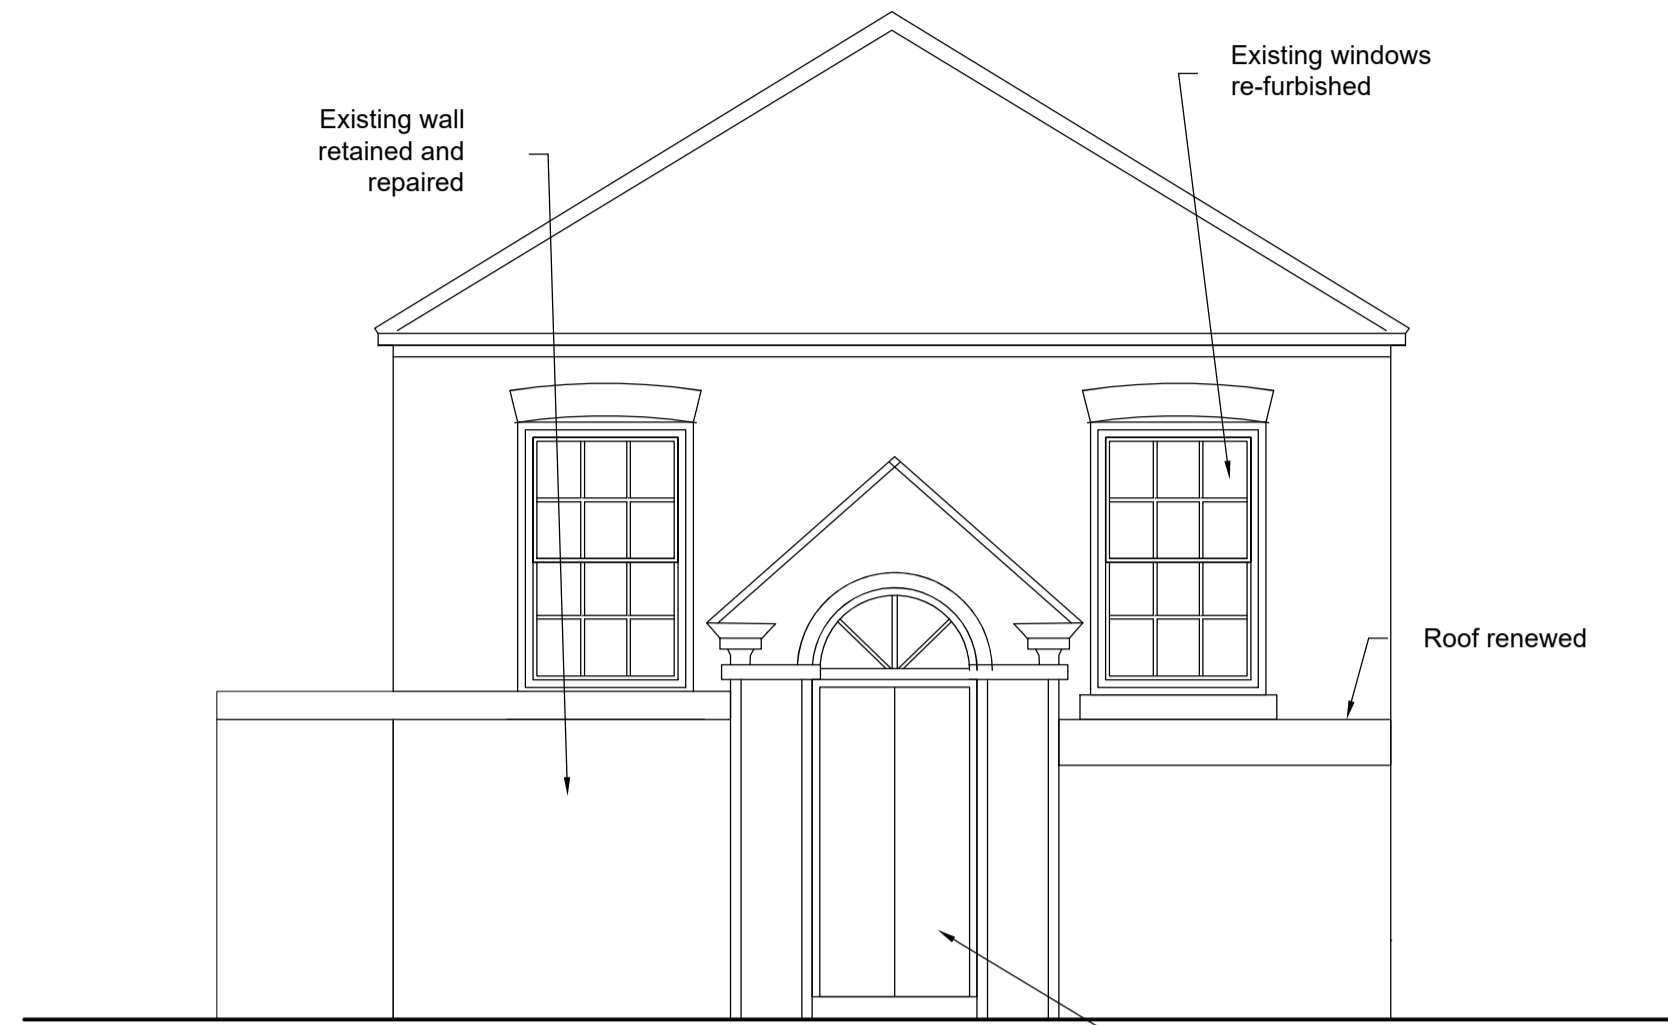 Existing wall
retained and
repaired
Existing windows
re-furbished
Roof renewed